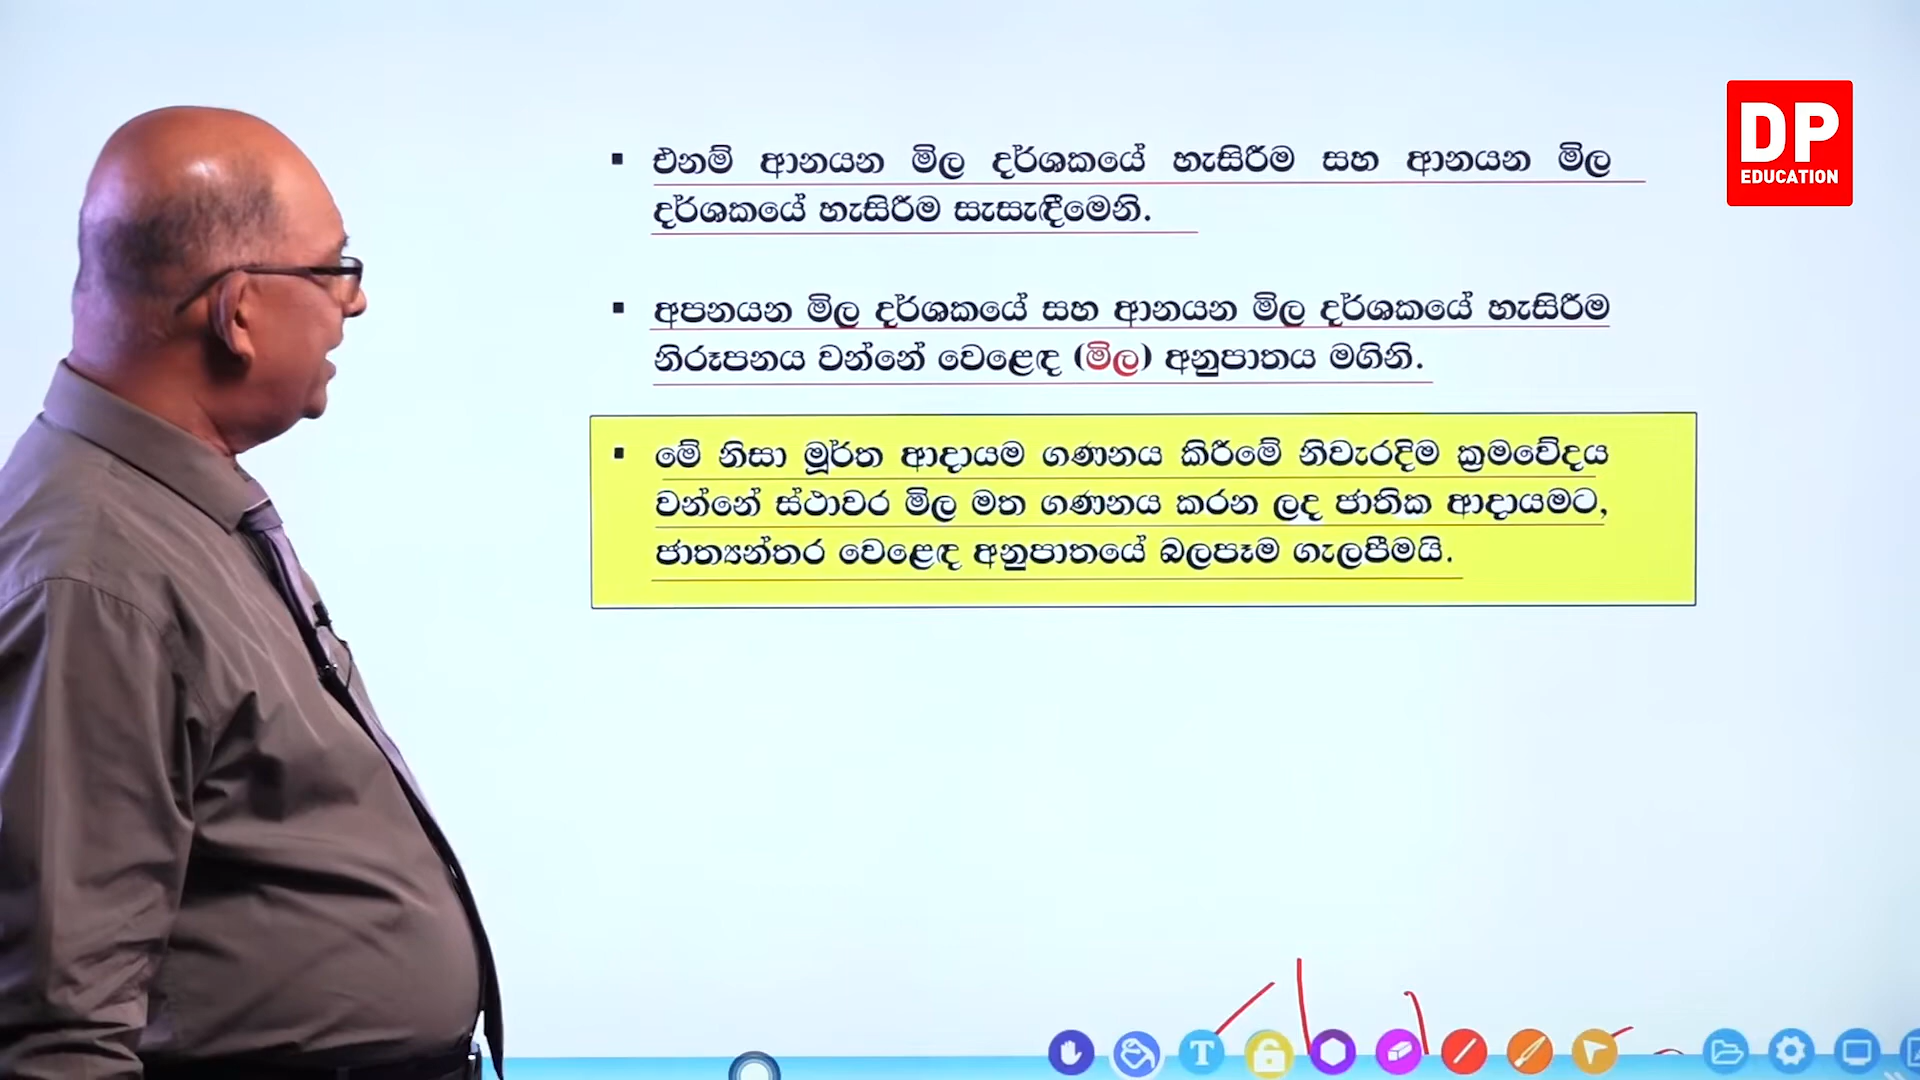 DP
EDUCATION
▪ එනම් ආනයන මිල දර්ශකයේ හැසිරීම සහ ආනයන මිල
දර්ශකයේ හැසිරීම සැසැඳීමෙනි.
▪ අපනයන මිල දර්ශකයේ සහ ආනයන මිල දර්ශකයේ හැසිරීම
නිරූපනය වන්නේ වෙළෙඳ (මිල) අනුපාතය මගිනි.
▪ මේ නිසා මූර්ත ආදායම ගණනය කිරීමේ නිවැරදිම ක්‍රමවේදය
වන්නේ ස්ථාවර මිල මත ගණනය කරන ලද ජාතික ආදායමට,
ජාත්‍යන්තර වෙළෙඳ අනුපාතයේ බලපෑම ගැලපීමයි.
T